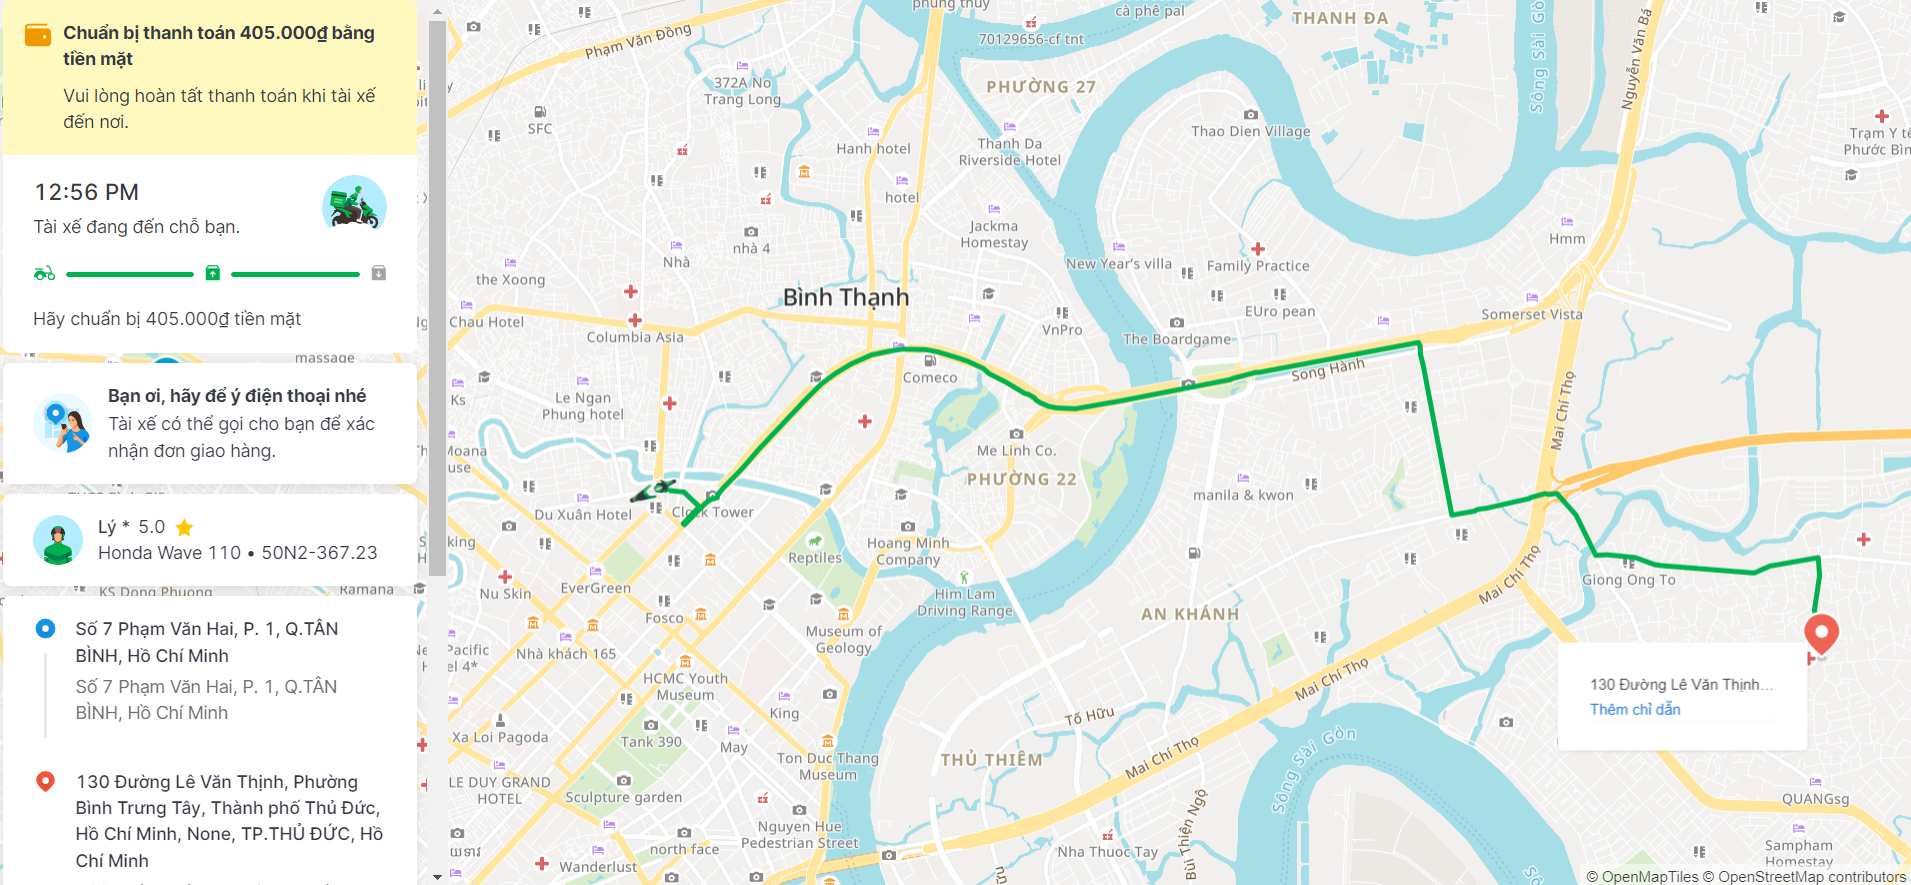 Chuẩn bị thanh toán 405.000₫ bằng
tiền mặt
Vui lòng hoàn tất thanh toán khi tài xế
đến nơi.
12:56 PM
Tài xế đang đến chỗ bạn.
Hãy chuẩn bị 405.000₫ tiền mặt
massage
Bạn ơi, hãy để ý điện thoại nhé
Tài xế có thể gọi cho bạn để xác
nhận đơn giao hàng.
Lý * 5.0
Honda Wave 110 • 50N2-367.23
KS Dong Phuong
Ramana
Số 7 Phạm Văn Hai, P. 1, Q.TÂN
BÌNH, Hồ Chí Minh
Số 7 Phạm Văn Hai, P. 1, Q.TÂN
BÌNH, Hồ Chí Minh
130 Đường Lê Văn Thịnh, Phường
Bình Trưng Tây, Thành phố Thủ Đức,
Hồ Chí Minh, None, TP.THỦ ĐỨC, Hồ
Chí Minh
phung thuy
cà phê pal
THANH ĐA
Sông Sài Gò
Nguyễn Văn Bá
Phạm Văn Đồng
70129656-cf tnt
372A No
Trang Long
PHƯỜNG 27
SFC
Thao Dien Village
Trạm Y tế
Phước Bìn
Hanh hotel
Thanh Da
Riverside Hotel
hotel
Jackma
Homestay
Hmm
nhà 4
Nhà
New Year's villa
Family Practice
the Xoong
Bình Thạnh
EUro pean
Somerset Vista
Chau Hotel
Columbia Asia
VnPro
The Boardgame
Comeco
Song Hành
Ks
Le Ngan
Phung hotel
Mai Chí Thọ
Moana
use
Me Linh Co.
PHƯỜNG 22
manila & kwon
Du Xuân Hotel
Clock Tower
king
Hoang Minh
Company
Reptiles
EverGreen
Nu Skin
Giong Ong To
Mai Chí Thọ
Him Lam
Driving Range
AN KHÁNH
Fosco
Museum of
Geology
Pacific
el 4*
Nhà khách 165
HCMC Youth
Museum
Mai Chí Thọ
130 Đường Lê Văn Thịnh...
Thêm chỉ dẫn
King
Tố Hữu
Xa Loi Pagoda
Tank 390
May
Ton Duc Thang
Museum
THỦ THIÊM
Mai Chí Thọ
Sông Sài Gòn
LE DUY GRAND
HOTEL
Sculpture garden
QUANGsg
Bùi Thiện Ngộ
Nguyen Hue
Pedestrian Street
north face
Nha Thuoc Tay
Sampham
Homestay
Wanderlust
© OpenMapTiles © OpenStreetMap contributors